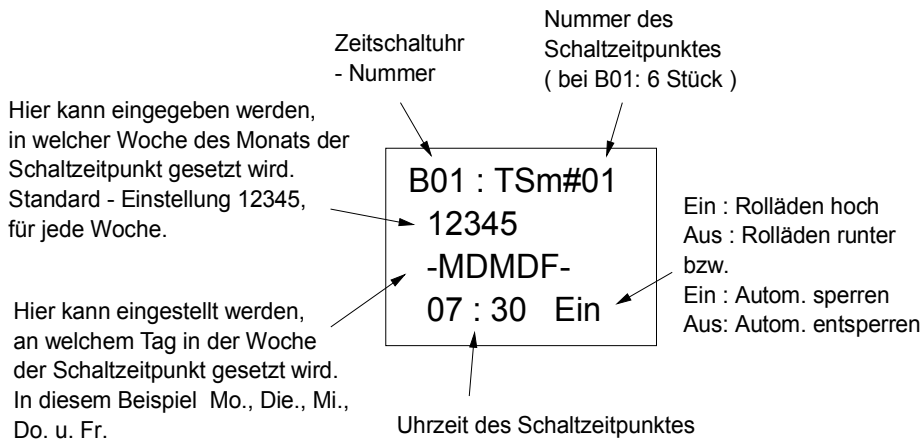 Zeitschaltuhr
- Nummer
Nummer des
Schaltzeitpunktes
( bei B01: 6 Stück )
Hier kann eingegeben werden,
in welcher Woche des Monats der
Schaltzeitpunkt gesetzt wird.
Standard - Einstellung 12345,
für jede Woche.
B01 : TSm#01
12345
-MDMDF-
07 : 30 Ein
Ein : Rolläden hoch
Aus : Rolläden runter
bzw.
Ein : Autom. sperren
Aus: Autom. entsperren
Hier kann eingestellt werden,
an welchem Tag in der Woche
der Schaltzeitpunkt gesetzt wird.
In diesem Beispiel Mo., Die., Mi.,
Do. u. Fr.
Uhrzeit des Schaltzeitpunktes